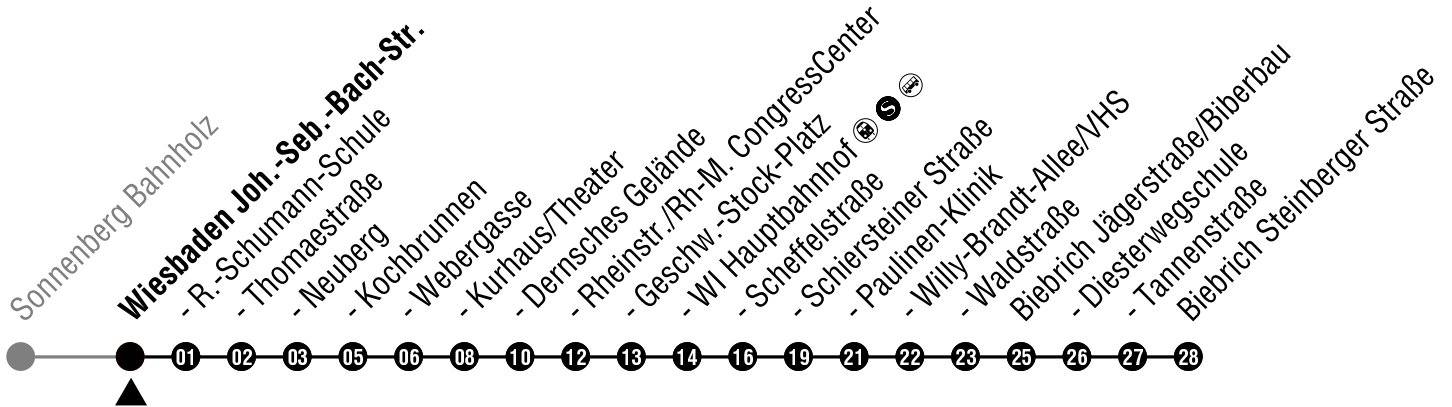 Sonnenberg Bahnholz
Wiesbaden Joh.-Seb.-Bach-Str.
- R.-Schumann-Schule
- Thomaestraße
- Neuberg
- Kochbrunnen
- Webergasse
- Kurhaus/Theater
- Dernsches Gelände
- Rheinstr./Rh-M. CongressCenter
- Geschw.-Stock-Platz
- WI Hauptbahnhof S
- Scheffelstraße
- Schiersteiner Straße
- Paulinen-Klinik
- Willy-Brandt-Allee/VHS
- Waldstraße
Biebrich Jägerstraße/Biberbau
- Diesterwegschule
- Tannenstraße
Biebrich Steinberger Straße
01 02 03 05 06 08 10 12 13 14 16 19 21 22 23 25 26 27 28